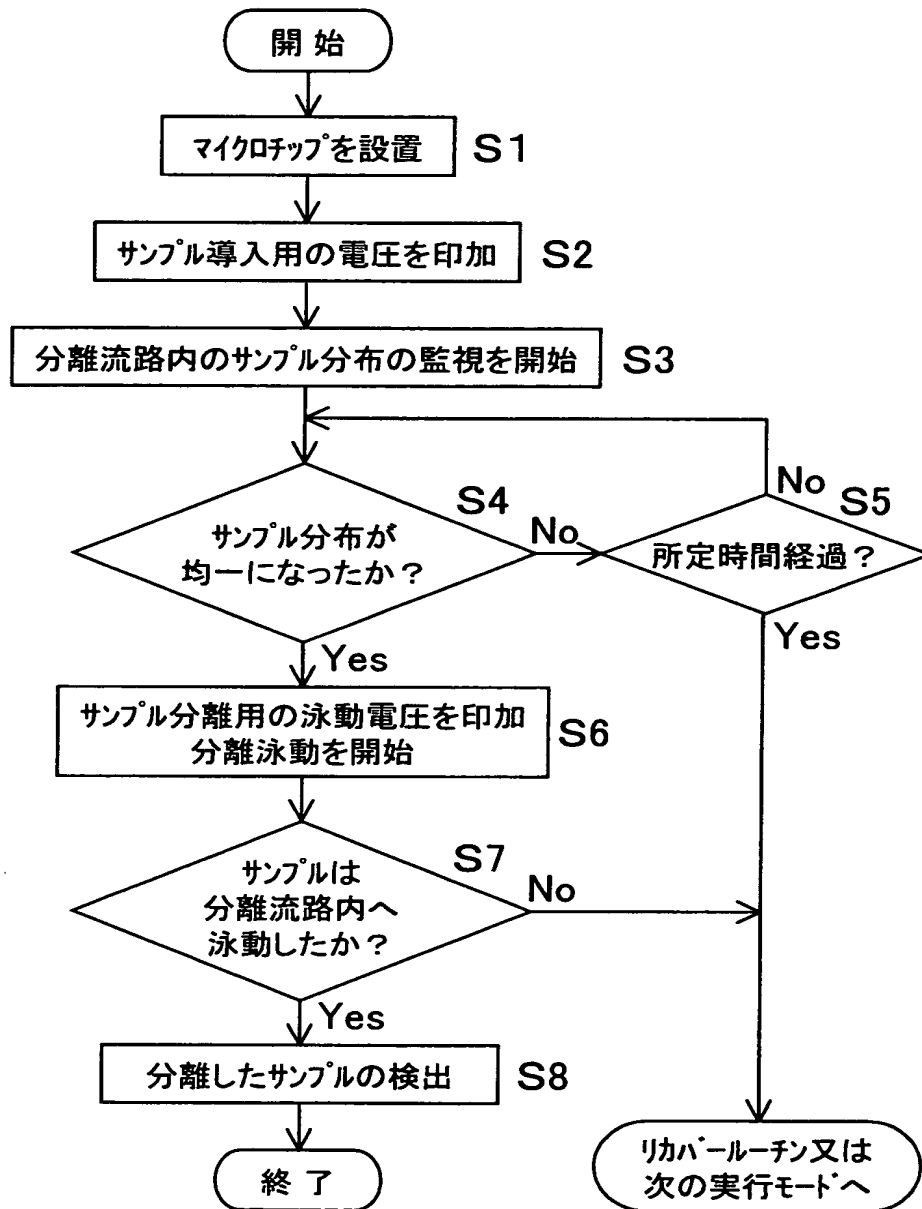 開始
マイクロチップを設置
S1
サンプル導入用の電圧を印加
S2
分離流路内のサンプル分布の監視を開始
S3
S4
サンプル分布が
均一になったか？
No
No
S5
所定時間経過？
Yes
Yes
サンプル分離用の泳動電圧を印加
分離泳動を開始
S6
S7
サンプルは
分離流路内へ
泳動したか？
No
Yes
分離したサンプルの検出
S8
終了
リカバールーチン又は
次の実行モードへ